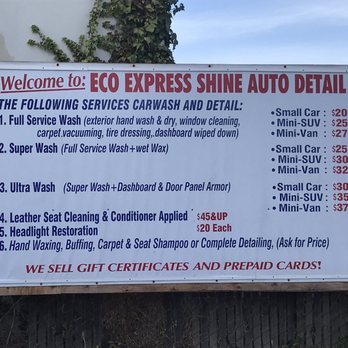 Welcome to: ECO EXPRESS SHINE AUTO DETAIL
THE FOLLOWING SERVICES CARWASH AND DETAIL:
1. Full Service Wash (exterior hand wash & dry, window cleaning,
carpet.vacuuming, tire dressing,.dashboard wiped down)
• Small Car : $20
• Mini-SUV : $25
• Mini-Van : $27
2. Super Wash (Full Service Wash+wet Wax)
• Small Car : $25
• Mini-SUV : $30
• Mini-Van : $32
3. Ultra Wash (Super Wash+Dashboard & Door Panel Armor)
• Small Car : $30
• Mini-SUV : $35
• Mini-Van : $37
4. Leather Seat Cleaning & Conditioner Applied $45&UP
5. Headlight Restoration $20 Each
6. Hand Waxing, Buffing, Carpet & Seat Shampoo or Complete Detailing, (Ask for Price)
WE SELL GIFT CERTIFICATES AND PREPAID CARDS!